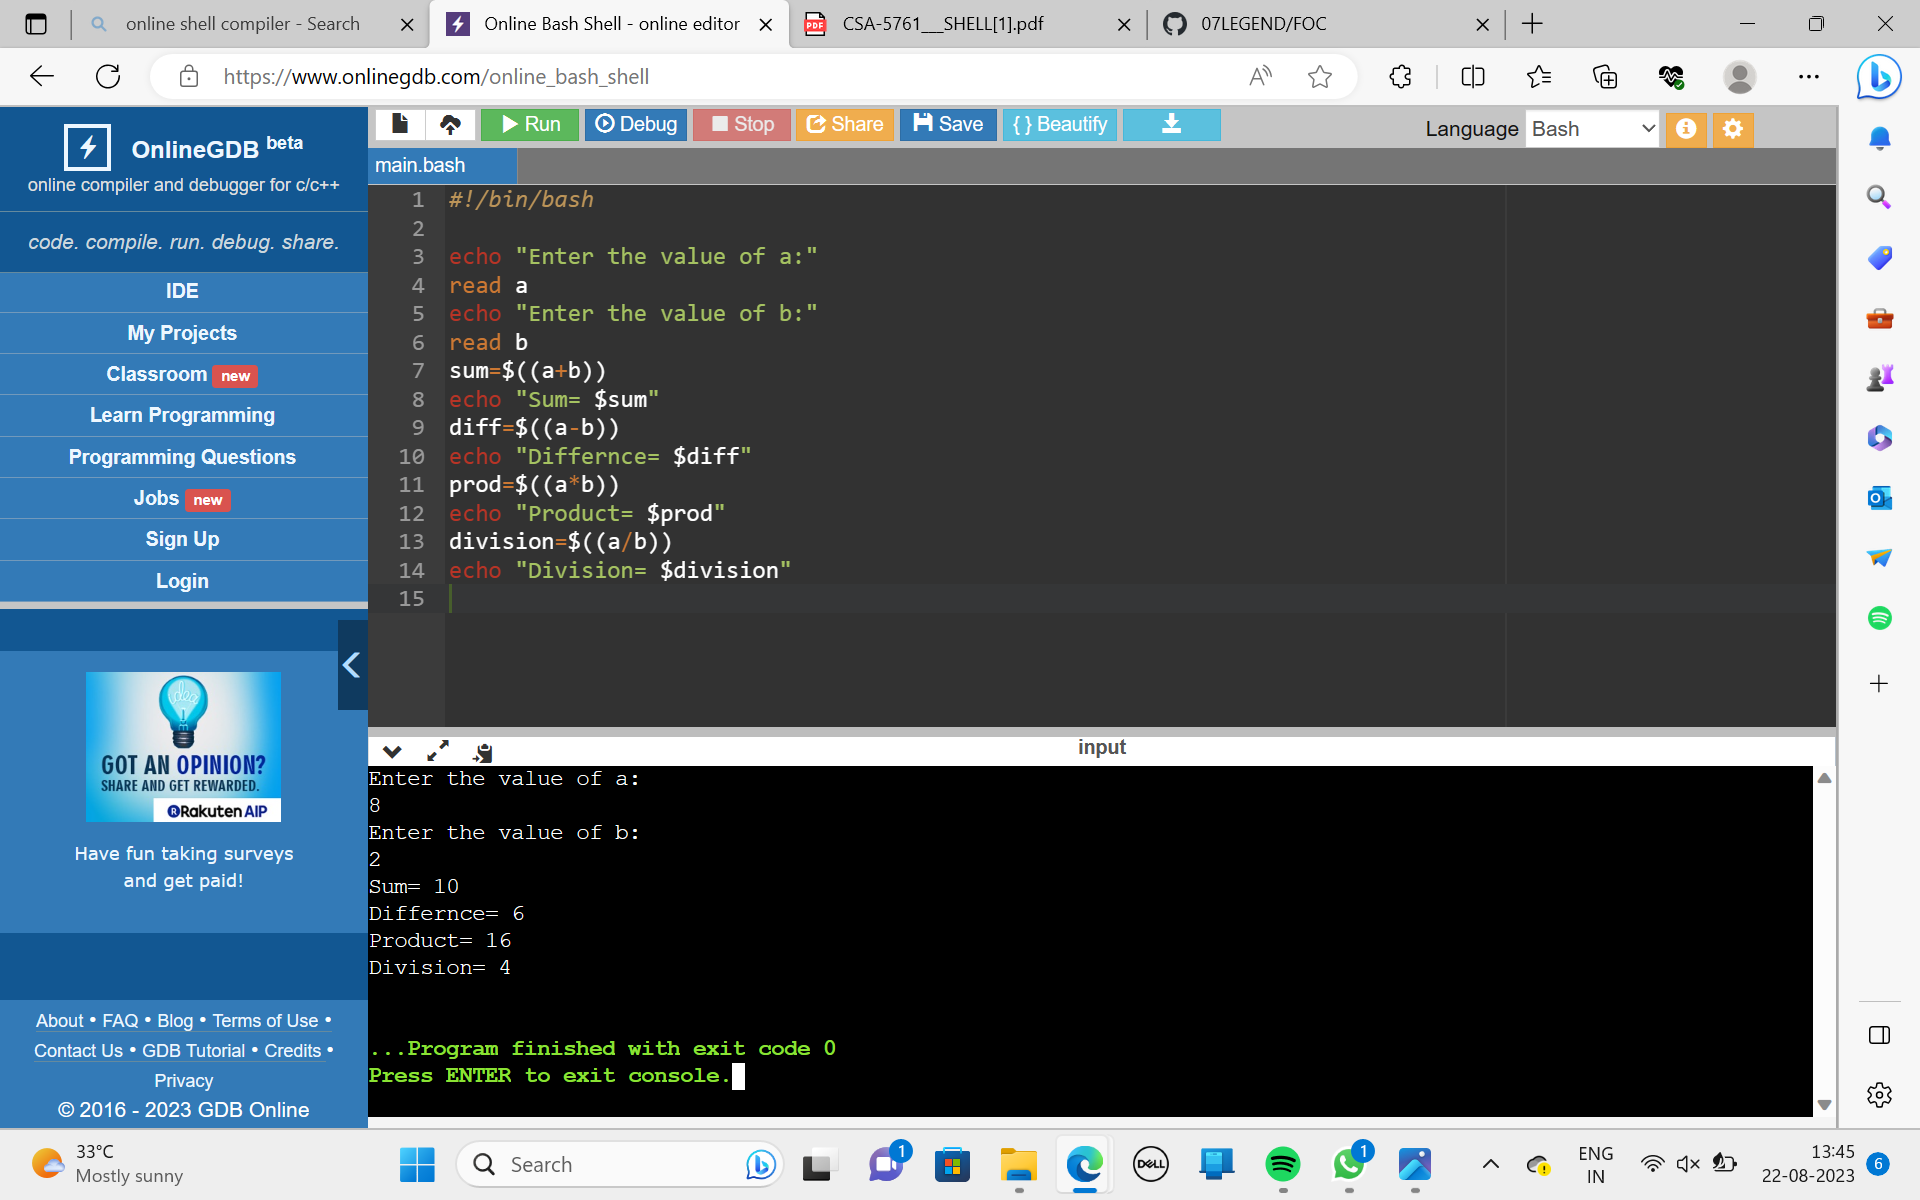 online shell compiler - Search
Online Bash Shell - online editor
CSA-5761___SHELL[1].pdf
07LEGEND/FOC
https://www.onlinegdb.com/online_bash_shell
OnlineGDB beta
online compiler and debugger for c/c++
code. compile. run. debug. share.
IDE
My Projects
Classroom new
Learn Programming
Programming Questions
Jobs new
Sign Up
Login
GOT AN OPINION?
SHARE AND GET REWARDED.
Rakuten AIP
Have fun taking surveys
and get paid!
About • FAQ • Blog • Terms of Use •
Contact Us • GDB Tutorial • Credits •
Privacy
© 2016 - 2023 GDB Online
Run Debug Stop Share Save { } Beautify
Language Bash
main.bash
1 #!/bin/bash
2
3 echo "Enter the value of a:"
4 read a
5 echo "Enter the value of b:"
6 read b
7 sum=$((a+b))
8 echo "Sum= $sum"
9 diff=$((a-b))
10 echo "Differnce= $diff"
11 prod=$((a*b))
12 echo "Product= $prod"
13 division=$((a/b))
14 echo "Division= $division"
15
input
Enter the value of a:
8
Enter the value of b:
2
Sum= 10
Differnce= 6
Product= 16
Division= 4
...Program finished with exit code 0
Press ENTER to exit console.
33°C
Mostly sunny
Search
1
DELL
1
ENG
IN
13:45
22-08-2023
6